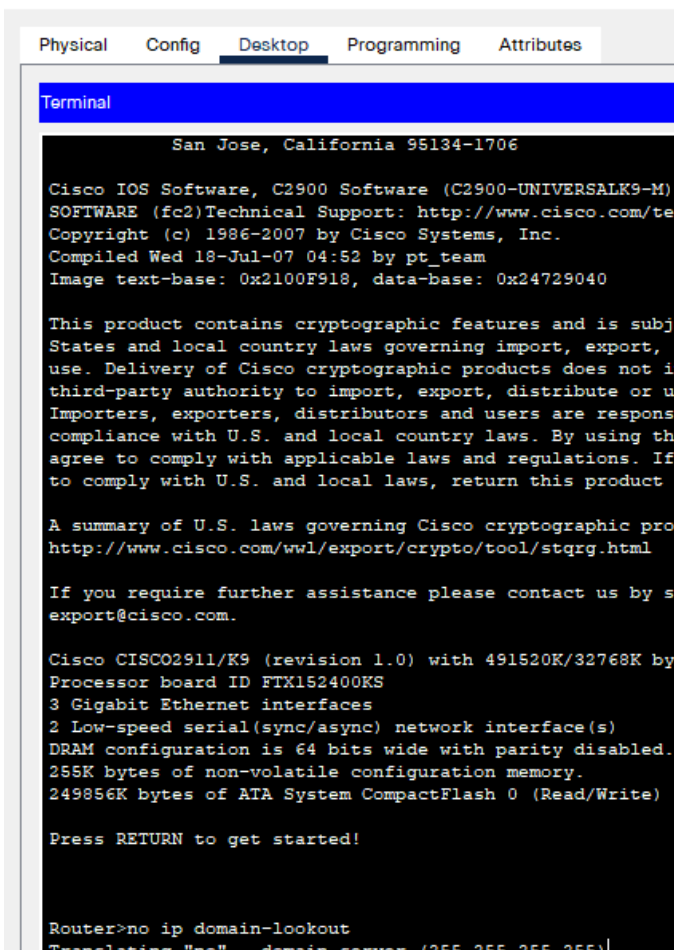 Physical Config Desktop Programming Attributes
Terminal
San Jose, California 95134-1706
Cisco IOS Software, C2900 Software (C2900-UNIVERSALK9-M)
SOFTWARE (fc2)Technical Support: http://www.cisco.com/te
Copyright (c) 1986-2007 by Cisco Systems, Inc.
Compiled Wed 18-Jul-07 04:52 by pt_team
Image text-base: 0x2100F918, data-base: 0x24729040
This product contains cryptographic features and is subj
States and local country laws governing import, export,
use. Delivery of Cisco cryptographic products does not i
third-party authority to import, export, distribute or u
Importers, exporters, distributors and users are respons
compliance with U.S. and local country laws. By using th
agree to comply with applicable laws and regulations. If
to comply with U.S. and local laws, return this product
A summary of U.S. laws governing Cisco cryptographic pro
http://www.cisco.com/wwl/export/crypto/tool/stqrg.html
If you require further assistance please contact us by s
export@cisco.com.
Cisco CISCO2911/K9 (revision 1.0) with 491520K/32768K by
Processor board ID FTX152400KS
3 Gigabit Ethernet interfaces
2 Low-speed serial(sync/async) network interface(s)
DRAM configuration is 64 bits wide with parity disabled.
255K bytes of non-volatile configuration memory.
249856K bytes of ATA System CompactFlash 0 (Read/Write)
Press RETURN to get started!
Router>no ip domain-lookout
Translating "no"...domain server (255.255.255.255)